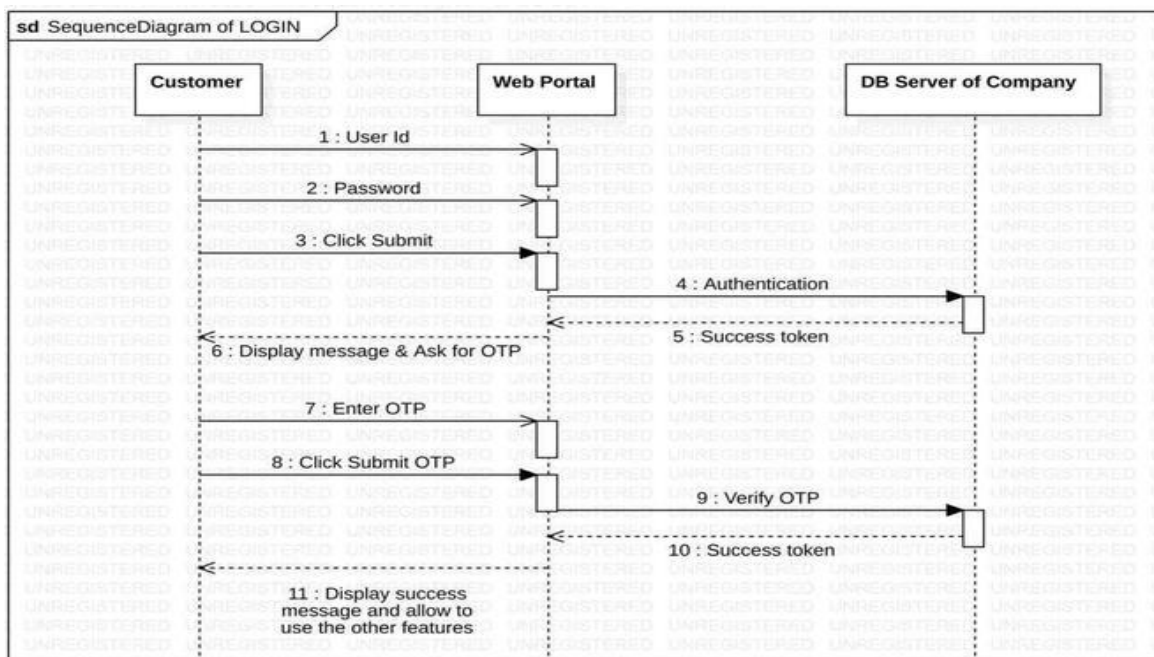 sd SequenceDiagram of LOGIN
Customer
Web Portal
DB Server of Company
1 : User Id
2 : Password
3 : Click Submit
4 : Authentication
5 : Success token
6 : Display message & Ask for OTP
7 : Enter OTP
8 : Click Submit OTP
9 : Verify OTP
10 : Success token
11 : Display success
message and allow to
use the other features
UNREGISTERED